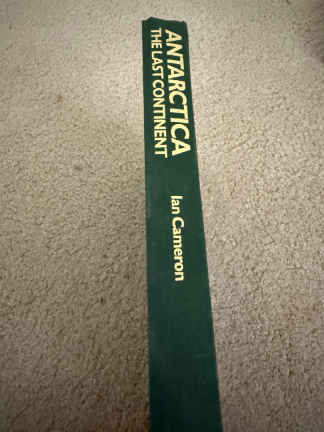 ANTARCTICA
THE LAST CONTINENT
Ian Cameron